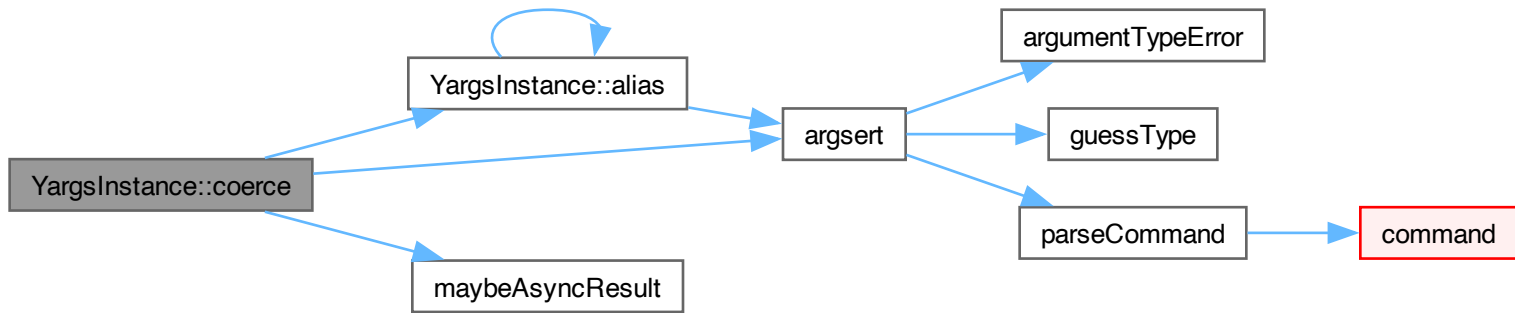 YargsInstance::coerce
YargsInstance::alias
maybeAsyncResult
argsert
argumentTypeError
guessType
parseCommand
command